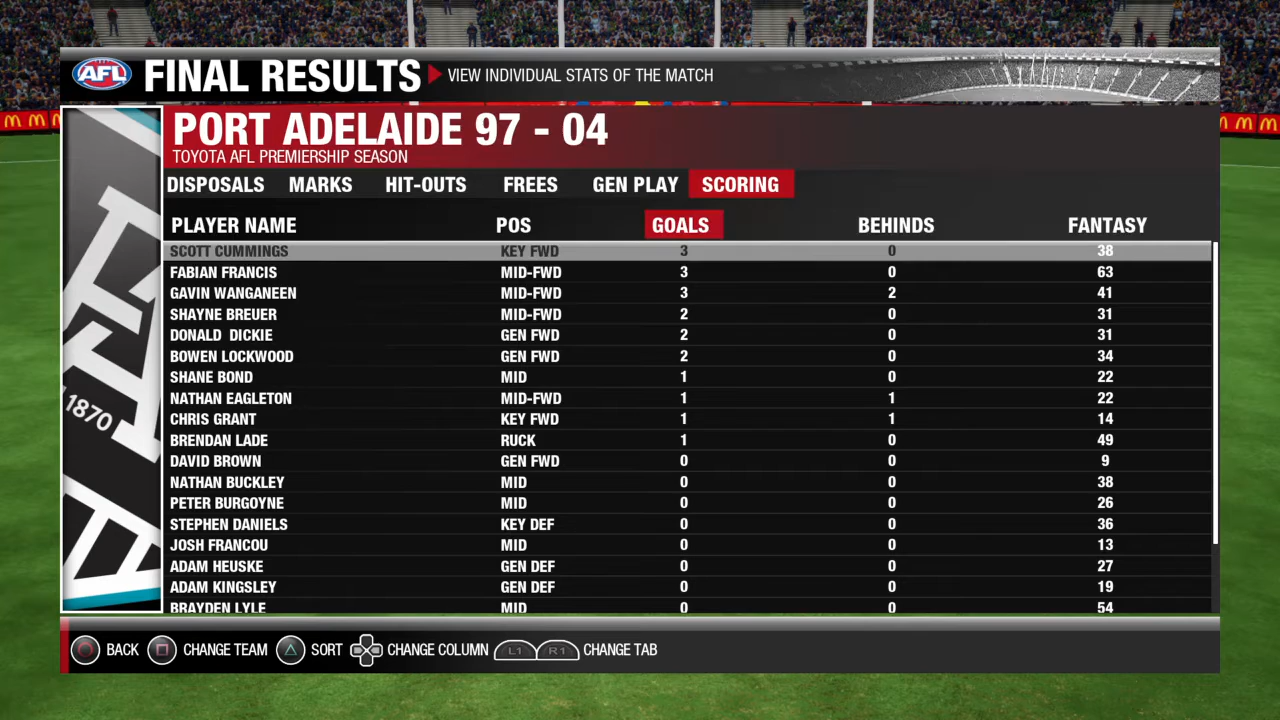 AFL FINAL RESULTS VIEW INDIVIDUAL STATS OF THE MATCH
PORT ADELAIDE 97 - 04
TOYOTA AFL PREMIERSHIP SEASON
DISPOSALS MARKS HIT-OUTS FREES GEN PLAY SCORING
PLAYER NAME POS GOALS BEHINDS FANTASY
SCOTT CUMMINGS KEY FWD 3 0 38
FABIAN FRANCIS MID-FWD 3 0 63
GAVIN WANGANEEN MID-FWD 3 2 41
SHAYNE BREUER MID-FWD 2 0 31
DONALD DICKIE GEN FWD 2 0 31
BOWEN LOCKWOOD GEN FWD 2 0 34
SHANE BOND MID 1 0 22
NATHAN EAGLETON MID-FWD 1 1 22
CHRIS GRANT KEY FWD 1 1 14
BRENDAN LADE RUCK 1 0 49
DAVID BROWN GEN FWD 0 0 9
NATHAN BUCKLEY MID 0 0 38
PETER BURGOYNE MID 0 0 26
STEPHEN DANIELS KEY DEF 0 0 36
JOSH FRANCOU MID 0 0 13
ADAM HEUSKE GEN DEF 0 0 27
ADAM KINGSLEY GEN DEF 0 0 19
BRAYDEN LYLE MID 0 0 54
1870
BACK CHANGE TEAM SORT CHANGE COLUMN L1 R1 CHANGE TAB